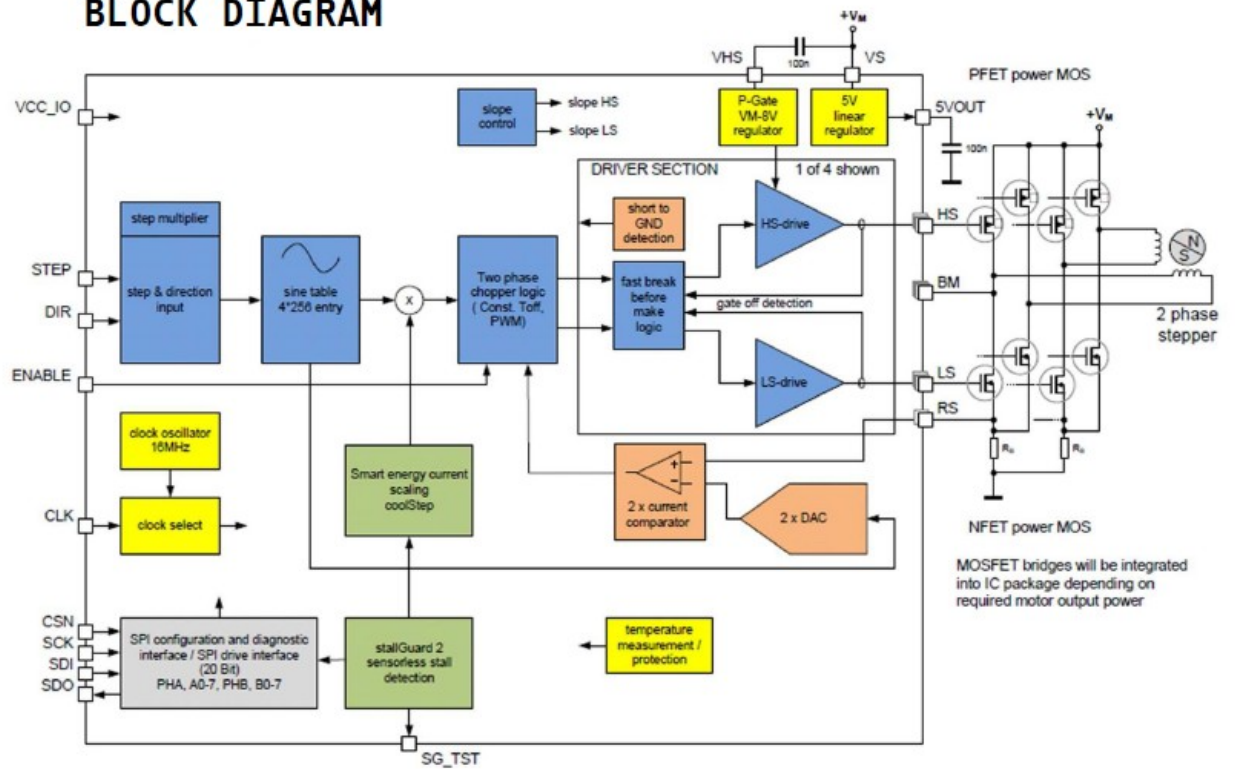 BLOCK DIAGRAM
+VM
VHS
100n
VS
PFET power MOS
VCC_IO
slope
control
slope HS
slope LS
P-Gate
VM-8V
regulator
5V
linear
regulator
5VOUT
100n
+VM
DRIVER SECTION
1 of 4 shown
step multiplier
short to
GND
detection
HS-drive
HS
N
S
STEP
step & direction
input
DIR
sine table
4*256 entry
X
Two phase
chopper logic
( Const. Toff,
PWM)
fast break
before
make
logic
gate off detection
BM
2 phase
stepper
ENABLE
LS-drive
LS
RS
clock oscillator
16MHz
Smart energy current
scaling
coolStep
+
−
2 x current
comparator
2 x DAC
CLK
clock select
NFET power MOS
MOSFET bridges will be integrated
into IC package depending on
required motor output power
CSN
SCK
SDI
SDO
SPI configuration and diagnostic
interface / SPI drive interface
(20 Bit)
PHA, A0-7, PHB, B0-7
stallGuard 2
sensorless stall
detection
temperature
measurement /
protection
SG_TST